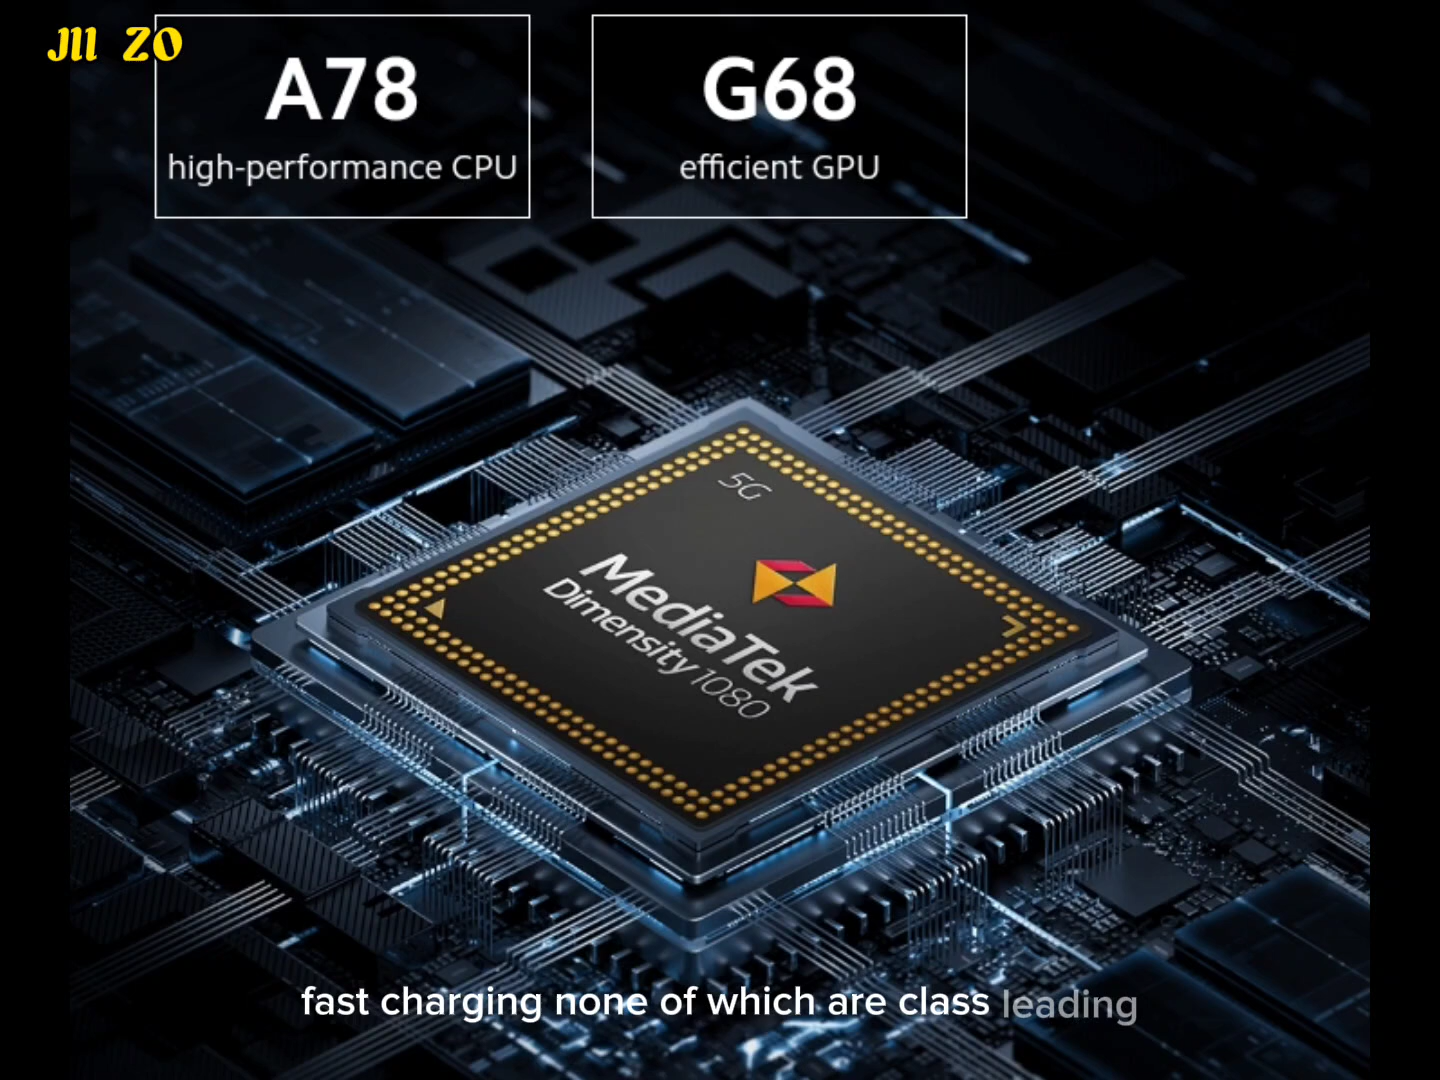 JII ZO
A78
high-performance CPU
G68
efficient GPU
5G
MediaTek
Dimensity 1080
fast charging none of which are class leading